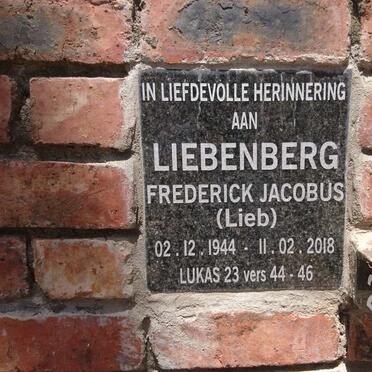 IN LIEFDEVOLLE HERINNERING
AAN
LIEBENBERG
FREDERICK JACOBUS
(Lieb)
02 . 12 . 1944 - 11 . 02 . 2018
LUKAS 23 vers 44 - 46